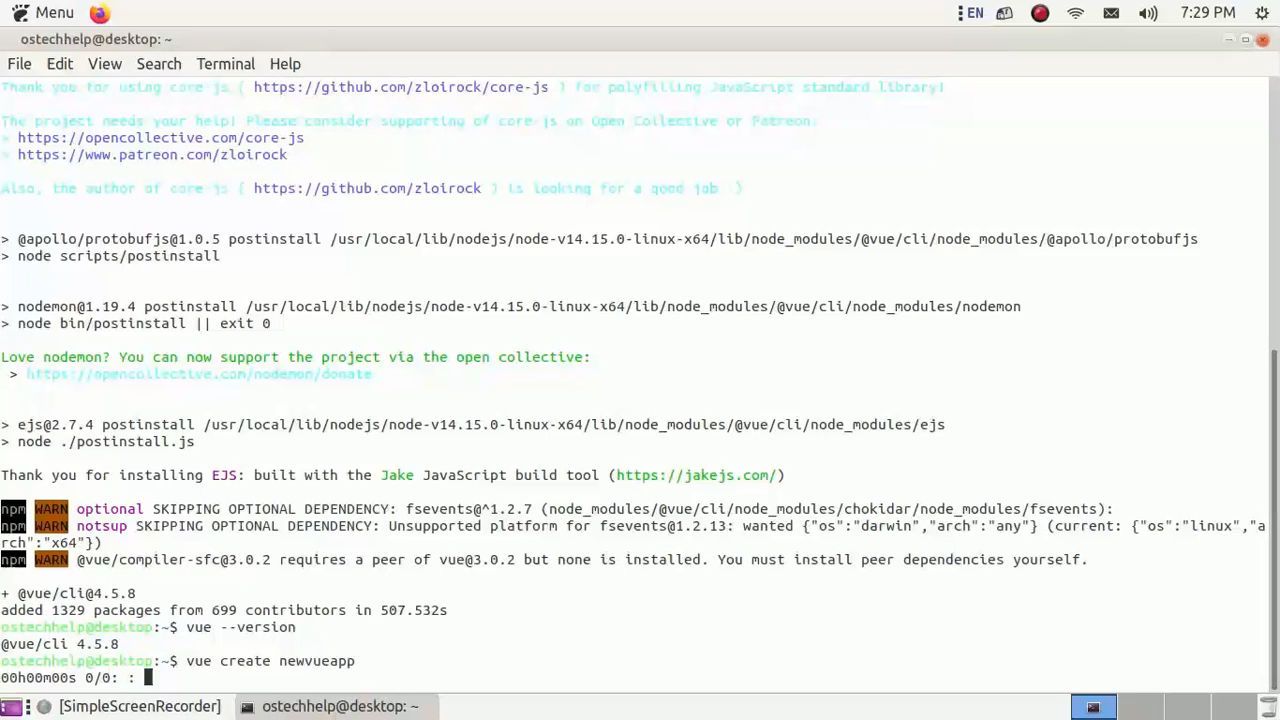 Menu EN 7:29 PM
ostechhelp@desktop: ~
File Edit View Search Terminal Help
Thank you for using core-js ( https://github.com/zloirock/core-js ) for polyfilling JavaScript standard library!
The project needs your help! Please consider supporting of core-js on Open Collective or Patreon:
> https://opencollective.com/core-js
> https://www.patreon.com/zloirock
Also, the author of core-js ( https://github.com/zloirock ) is looking for a good job )
> @apollo/protobufjs@1.0.5 postinstall /usr/local/lib/nodejs/node-v14.15.0-linux-x64/lib/node_modules/@vue/cli/node_modules/@apollo/protobufjs
> node scripts/postinstall
> nodemon@1.19.4 postinstall /usr/local/lib/nodejs/node-v14.15.0-linux-x64/lib/node_modules/@vue/cli/node_modules/nodemon
> node bin/postinstall || exit 0
Love nodemon? You can now support the project via the open collective:
> https://opencollective.com/nodemon/donate
> ejs@2.7.4 postinstall /usr/local/lib/nodejs/node-v14.15.0-linux-x64/lib/node_modules/@vue/cli/node_modules/ejs
> node ./postinstall.js
Thank you for installing EJS: built with the Jake JavaScript build tool (https://jakejs.com/)
npm WARN optional SKIPPING OPTIONAL DEPENDENCY: fsevents@^1.2.7 (node_modules/@vue/cli/node_modules/chokidar/node_modules/fsevents):
npm WARN notsup SKIPPING OPTIONAL DEPENDENCY: Unsupported platform for fsevents@1.2.13: wanted {"os":"darwin","arch":"any"} (current: {"os":"linux","a
rch":"x64"})
npm WARN @vue/compiler-sfc@3.0.2 requires a peer of vue@3.0.2 but none is installed. You must install peer dependencies yourself.
+ @vue/cli@4.5.8
added 1329 packages from 699 contributors in 507.532s
ostechhelp@desktop:~$ vue --version
@vue/cli 4.5.8
ostechhelp@desktop:~$ vue create newvueapp
00h00m00s 0/0: :
[SimpleScreenRecorder] ostechhelp@desktop: ~